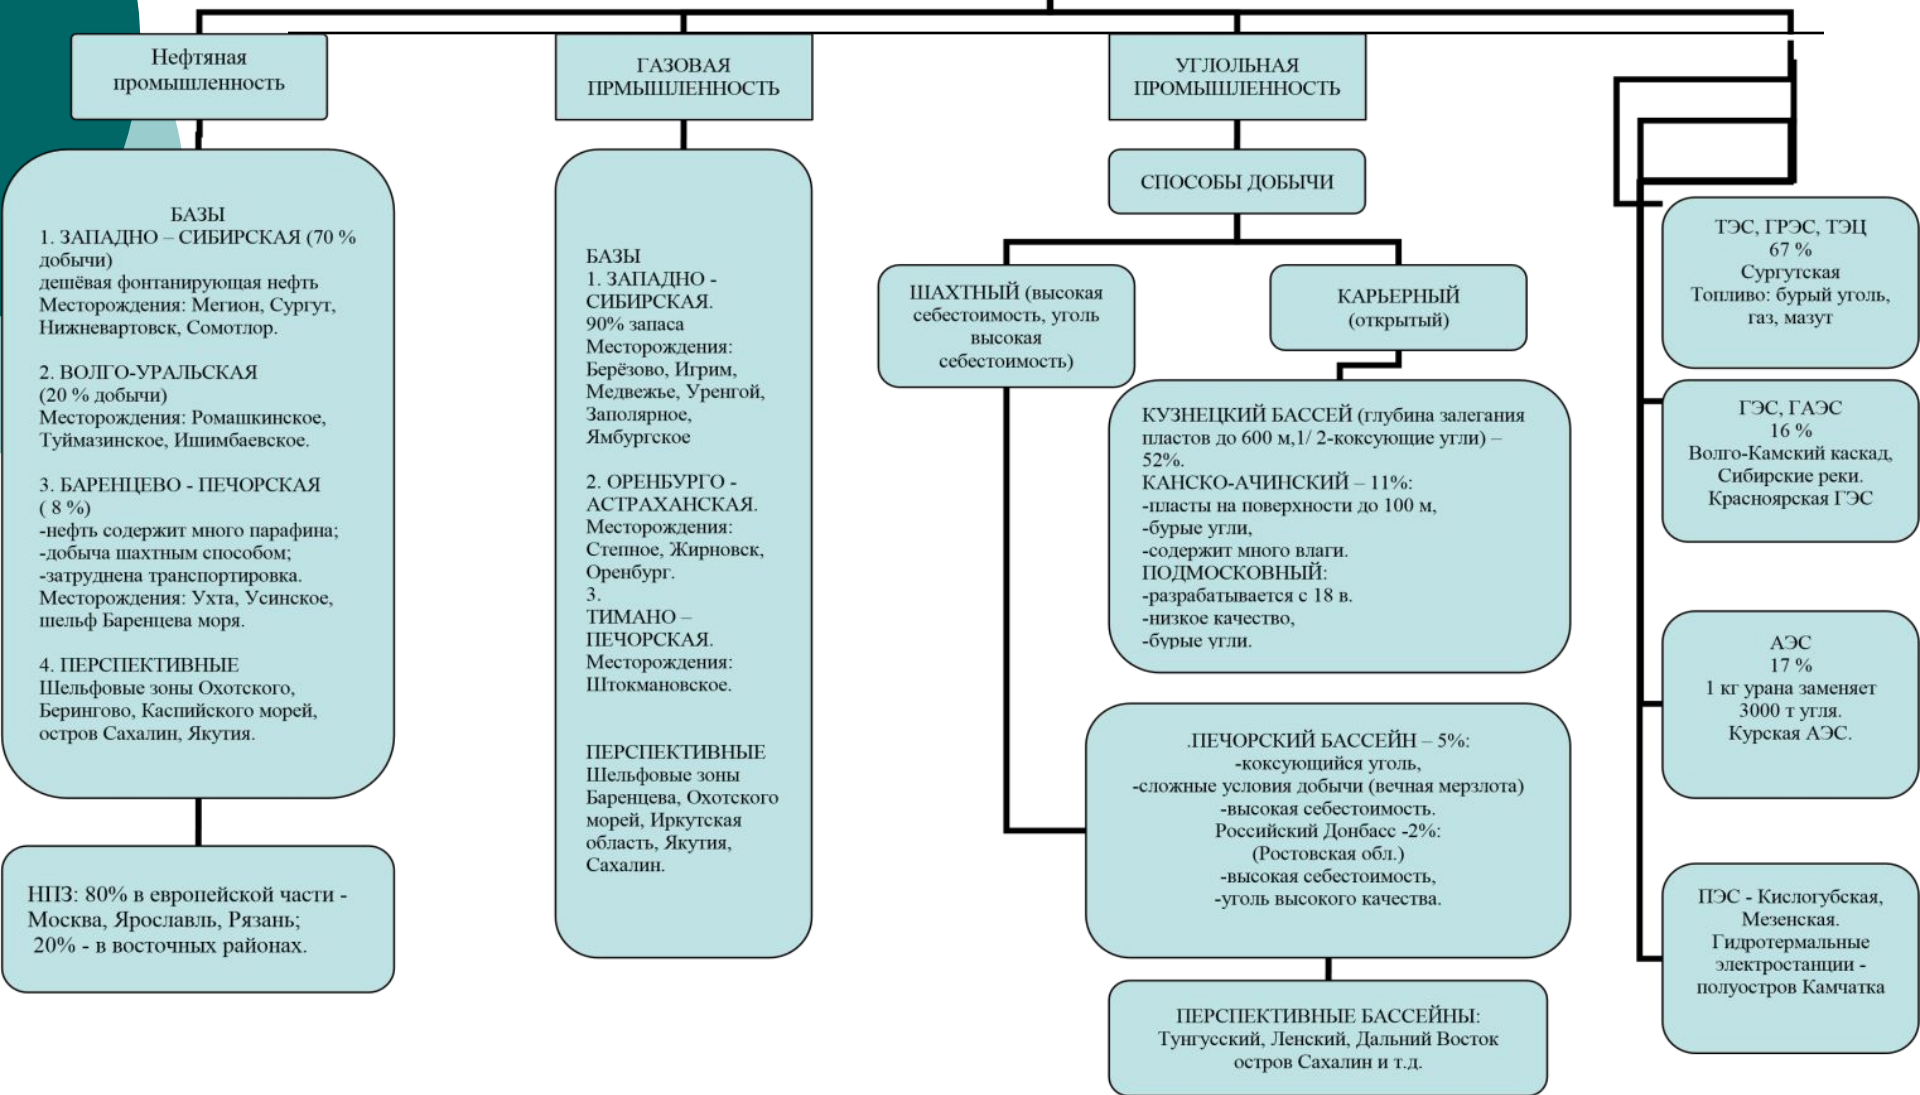 Нефтяная
промышленность
БАЗЫ
1. ЗАПАДНО – СИБИРСКАЯ (70 %
добычи)
дешёвая фонтанирующая нефть
Месторождения: Мегион, Сургут,
Нижневартовск, Сомотлор.
2. ВОЛГО-УРАЛЬСКАЯ
(20 % добычи)
Месторождения: Ромашкинское,
Туймазинское, Ишимбаевское.
3. БАРЕНЦЕВО - ПЕЧОРСКАЯ
( 8 %)
-нефть содержит много парафина;
-добыча шахтным способом;
-затруднена транспортировка.
Месторождения: Ухта, Усинское,
шельф Баренцева моря.
4. ПЕРСПЕКТИВНЫЕ
Шельфовые зоны Охотского,
Берингово, Каспийского морей,
остров Сахалин, Якутия.
НПЗ: 80% в европейской части -
Москва, Ярославль, Рязань;
20% - в восточных районах.
ГАЗОВАЯ
ПРМЫШЛЕННОСТЬ
БАЗЫ
1. ЗАПАДНО -
СИБИРСКАЯ.
90% запаса
Месторождения:
Берёзово, Игрим,
Медвежье, Уренгой,
Заполярное,
Ямбургское
2. ОРЕНБУРГО -
АСТРАХАНСКАЯ.
Месторождения:
Степное, Жирновск,
Оренбург.
3.
ТИМАНО –
ПЕЧОРСКАЯ.
Месторождения:
Штокмановское.
ПЕРСПЕКТИВНЫЕ
Шельфовые зоны
Баренцева, Охотского
морей, Иркутская
область, Якутия,
Сахалин.
УГЛОЛЬНАЯ
ПРОМЫШЛЕННОСТЬ
СПОСОБЫ ДОБЫЧИ
ШАХТНЫЙ (высокая
себестоимость, уголь
высокая
себестоимость)
КАРЬЕРНЫЙ
(открытый)
КУЗНЕЦКИЙ БАССЕЙ (глубина залегания
пластов до 600 м,1/ 2-коксующие угли) –
52%.
КАНСКО-АЧИНСКИЙ – 11%:
-пласты на поверхности до 100 м,
-бурые угли,
-содержит много влаги.
ПОДМОСКОВНЫЙ:
-разрабатывается с 18 в.
-низкое качество,
-бурые угли.
.ПЕЧОРСКИЙ БАССЕЙН – 5%:
-коксующийся уголь,
-сложные условия добычи (вечная мерзлота)
-высокая себестоимость.
Российский Донбасс -2%:
(Ростовская обл.)
-высокая себестоимость,
-уголь высокого качества.
ПЕРСПЕКТИВНЫЕ БАССЕЙНЫ:
Тунгусский, Ленский, Дальний Восток
остров Сахалин и т.д.
ТЭС, ГРЭС, ТЭЦ
67 %
Сургутская
Топливо: бурый уголь,
газ, мазут
ГЭС, ГАЭС
16 %
Волго-Камский каскад,
Сибирские реки.
Красноярская ГЭС
АЭС
17 %
1 кг урана заменяет
3000 т угля.
Курская АЭС.
ПЭС - Кислогубская,
Мезенская.
Гидротермальные
электростанции -
полуостров Камчатка